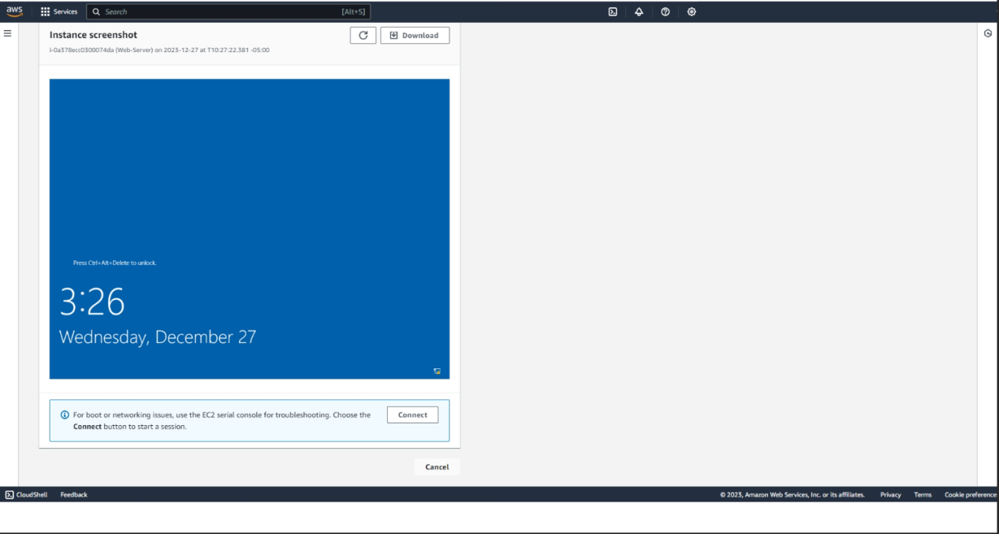 aws
Services
Search
[Alt+S]
Instance screenshot
Download
i-0a378ecc0300074da (Web-Server) on 2023-12-27 at T10:27:22.381 -05:00
Press Ctrl+Alt+Delete to unlock.
3:26
Wednesday, December 27
For boot or networking issues, use the EC2 serial console for troubleshooting. Choose the
Connect button to start a session.
Connect
Cancel
CloudShell
Feedback
© 2023, Amazon Web Services, Inc. or its affiliates.
Privacy
Terms
Cookie preference